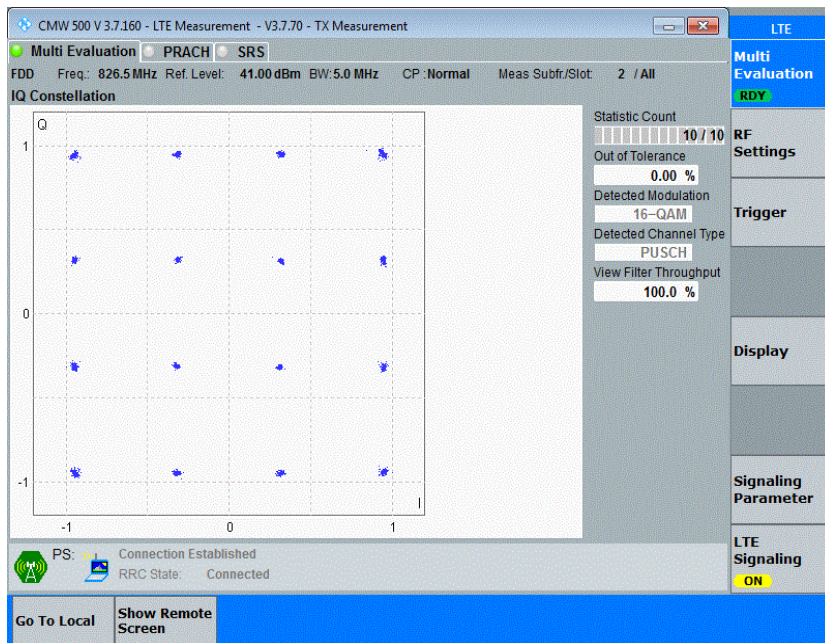 CMW 500 V 3.7.160 - LTE Measurement - V3.7.70 - TX Measurement
LTE
Multi Evaluation PRACH SRS
FDD Freq.: 826.5 MHz Ref. Level: 41.00 dBm BW: 5.0 MHz CP : Normal Meas Subfr./Slot: 2 / All
IQ Constellation
Q
1
0
-1
-1 0 1
I
Statistic Count
10 / 10
Out of Tolerance
0.00 %
Detected Modulation
16-QAM
Detected Channel Type
PUSCH
View Filter Throughput
100.0 %
Multi
Evaluation
RDY
RF
Settings
Trigger
Display
Signaling
Parameter
LTE
Signaling
ON
PS: Connection Established
RRC State: Connected
Go To Local
Show Remote
Screen